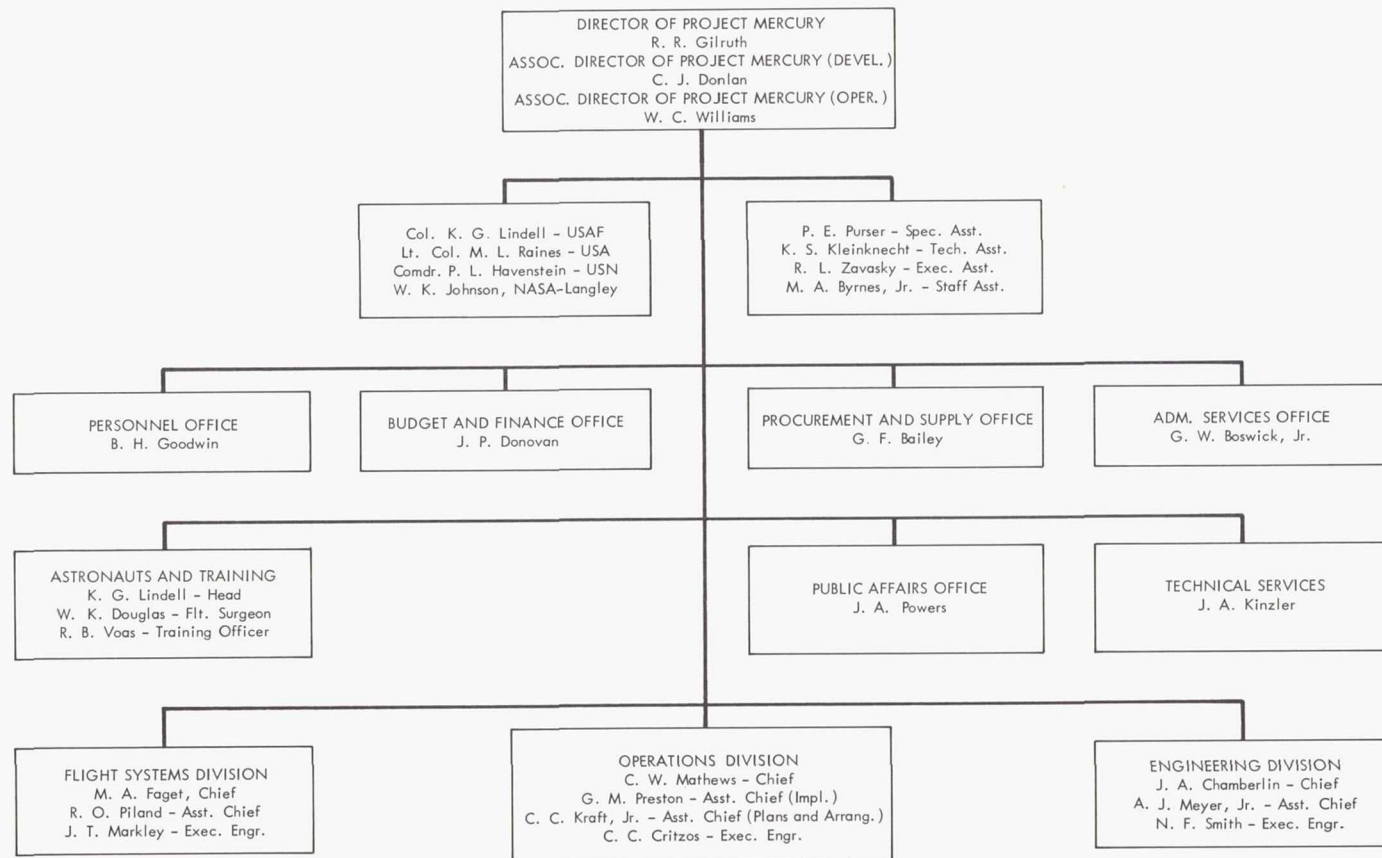 DIRECTOR OF PROJECT MERCURY
R. R. Gilruth
ASSOC. DIRECTOR OF PROJECT MERCURY (DEVEL.)
C. J. Donlan
ASSOC. DIRECTOR OF PROJECT MERCURY (OPER.)
W. C. Williams
Col. K. G. Lindell - USAF
Lt. Col. M. L. Raines - USA
Comdr. P. L. Havenstein - USN
W. K. Johnson, NASA-Langley
P. E. Purser - Spec. Asst.
K. S. Kleinknecht - Tech. Asst.
R. L. Zavasky - Exec. Asst.
M. A. Byrnes, Jr. - Staff Asst.
PERSONNEL OFFICE
B. H. Goodwin
BUDGET AND FINANCE OFFICE
J. P. Donovan
PROCUREMENT AND SUPPLY OFFICE
G. F. Bailey
ADM. SERVICES OFFICE
G. W. Boswick, Jr.
ASTRONAUTS AND TRAINING
K. G. Lindell - Head
W. K. Douglas - Flt. Surgeon
R. B. Voas - Training Officer
PUBLIC AFFAIRS OFFICE
J. A. Powers
TECHNICAL SERVICES
J. A. Kinzler
FLIGHT SYSTEMS DIVISION
M. A. Faget, Chief
R. O. Piland - Asst. Chief
J. T. Markley - Exec. Engr.
OPERATIONS DIVISION
C. W. Mathews - Chief
G. M. Preston - Asst. Chief (Impl.)
C. C. Kraft, Jr. - Asst. Chief (Plans and Arrang.)
C. C. Critzos - Exec. Engr.
ENGINEERING DIVISION
J. A. Chamberlin - Chief
A. J. Meyer, Jr. - Asst. Chief
N. F. Smith - Exec. Engr.